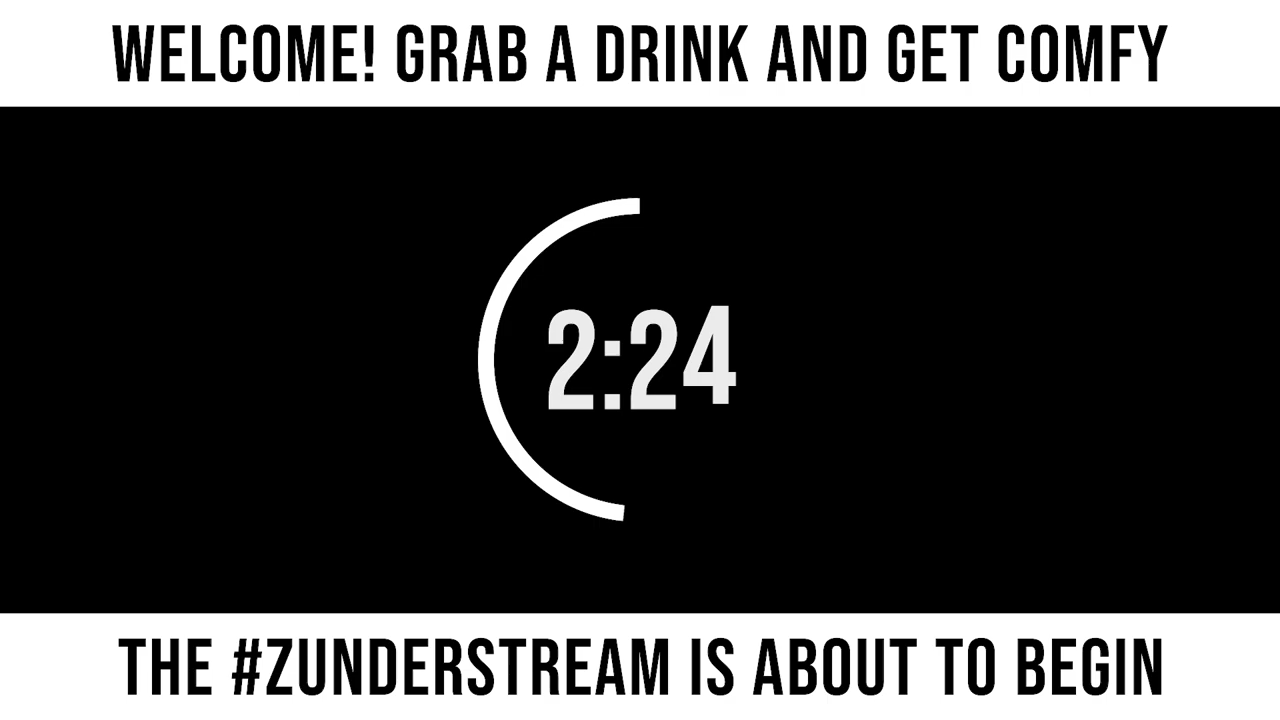 WELCOME! GRAB A DRINK AND GET COMFY
2:24
THE #ZUNDERSTREAM IS ABOUT TO BEGIN